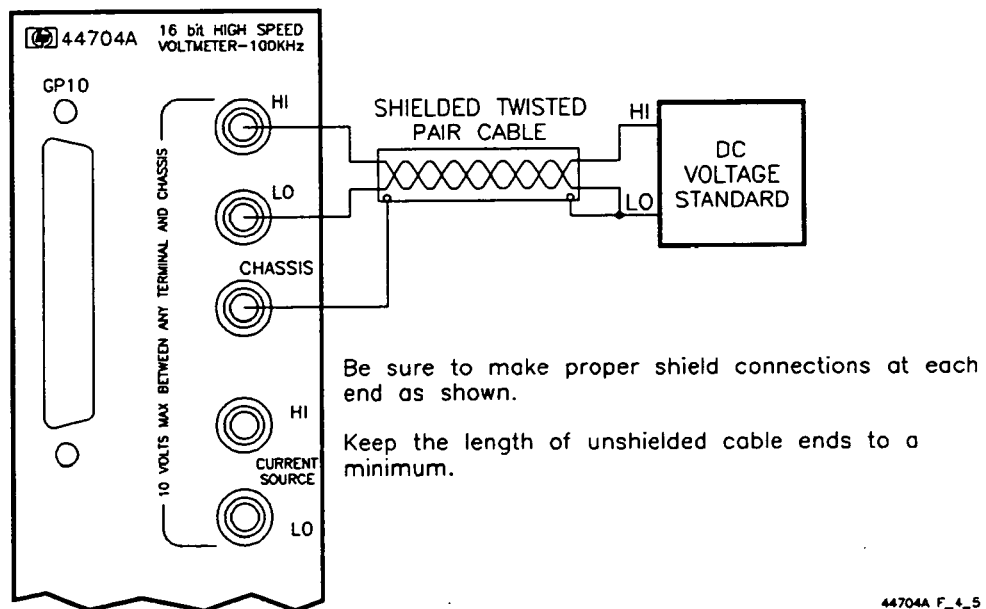 hp 44704A
16 bit HIGH SPEED
VOLTMETER-100KHz
GP10
HI
LO
CHASSIS
HI
CURRENT
SOURCE
LO
10 VOLTS MAX BETWEEN ANY TERMINAL AND CHASSIS
SHIELDED TWISTED
PAIR CABLE
HI
LO
DC
VOLTAGE
STANDARD
Be sure to make proper shield connections at each
end as shown.
Keep the length of unshielded cable ends to a
minimum.
44704A F_4_5